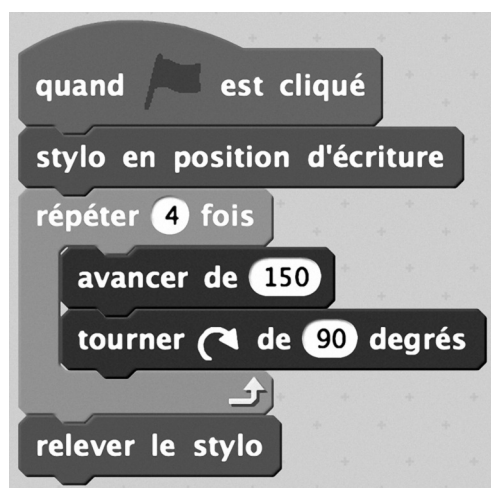 quand est cliqué
stylo en position d'écriture
répéter 4 fois
avancer de 150
tourner de 90 degrés
relever le stylo